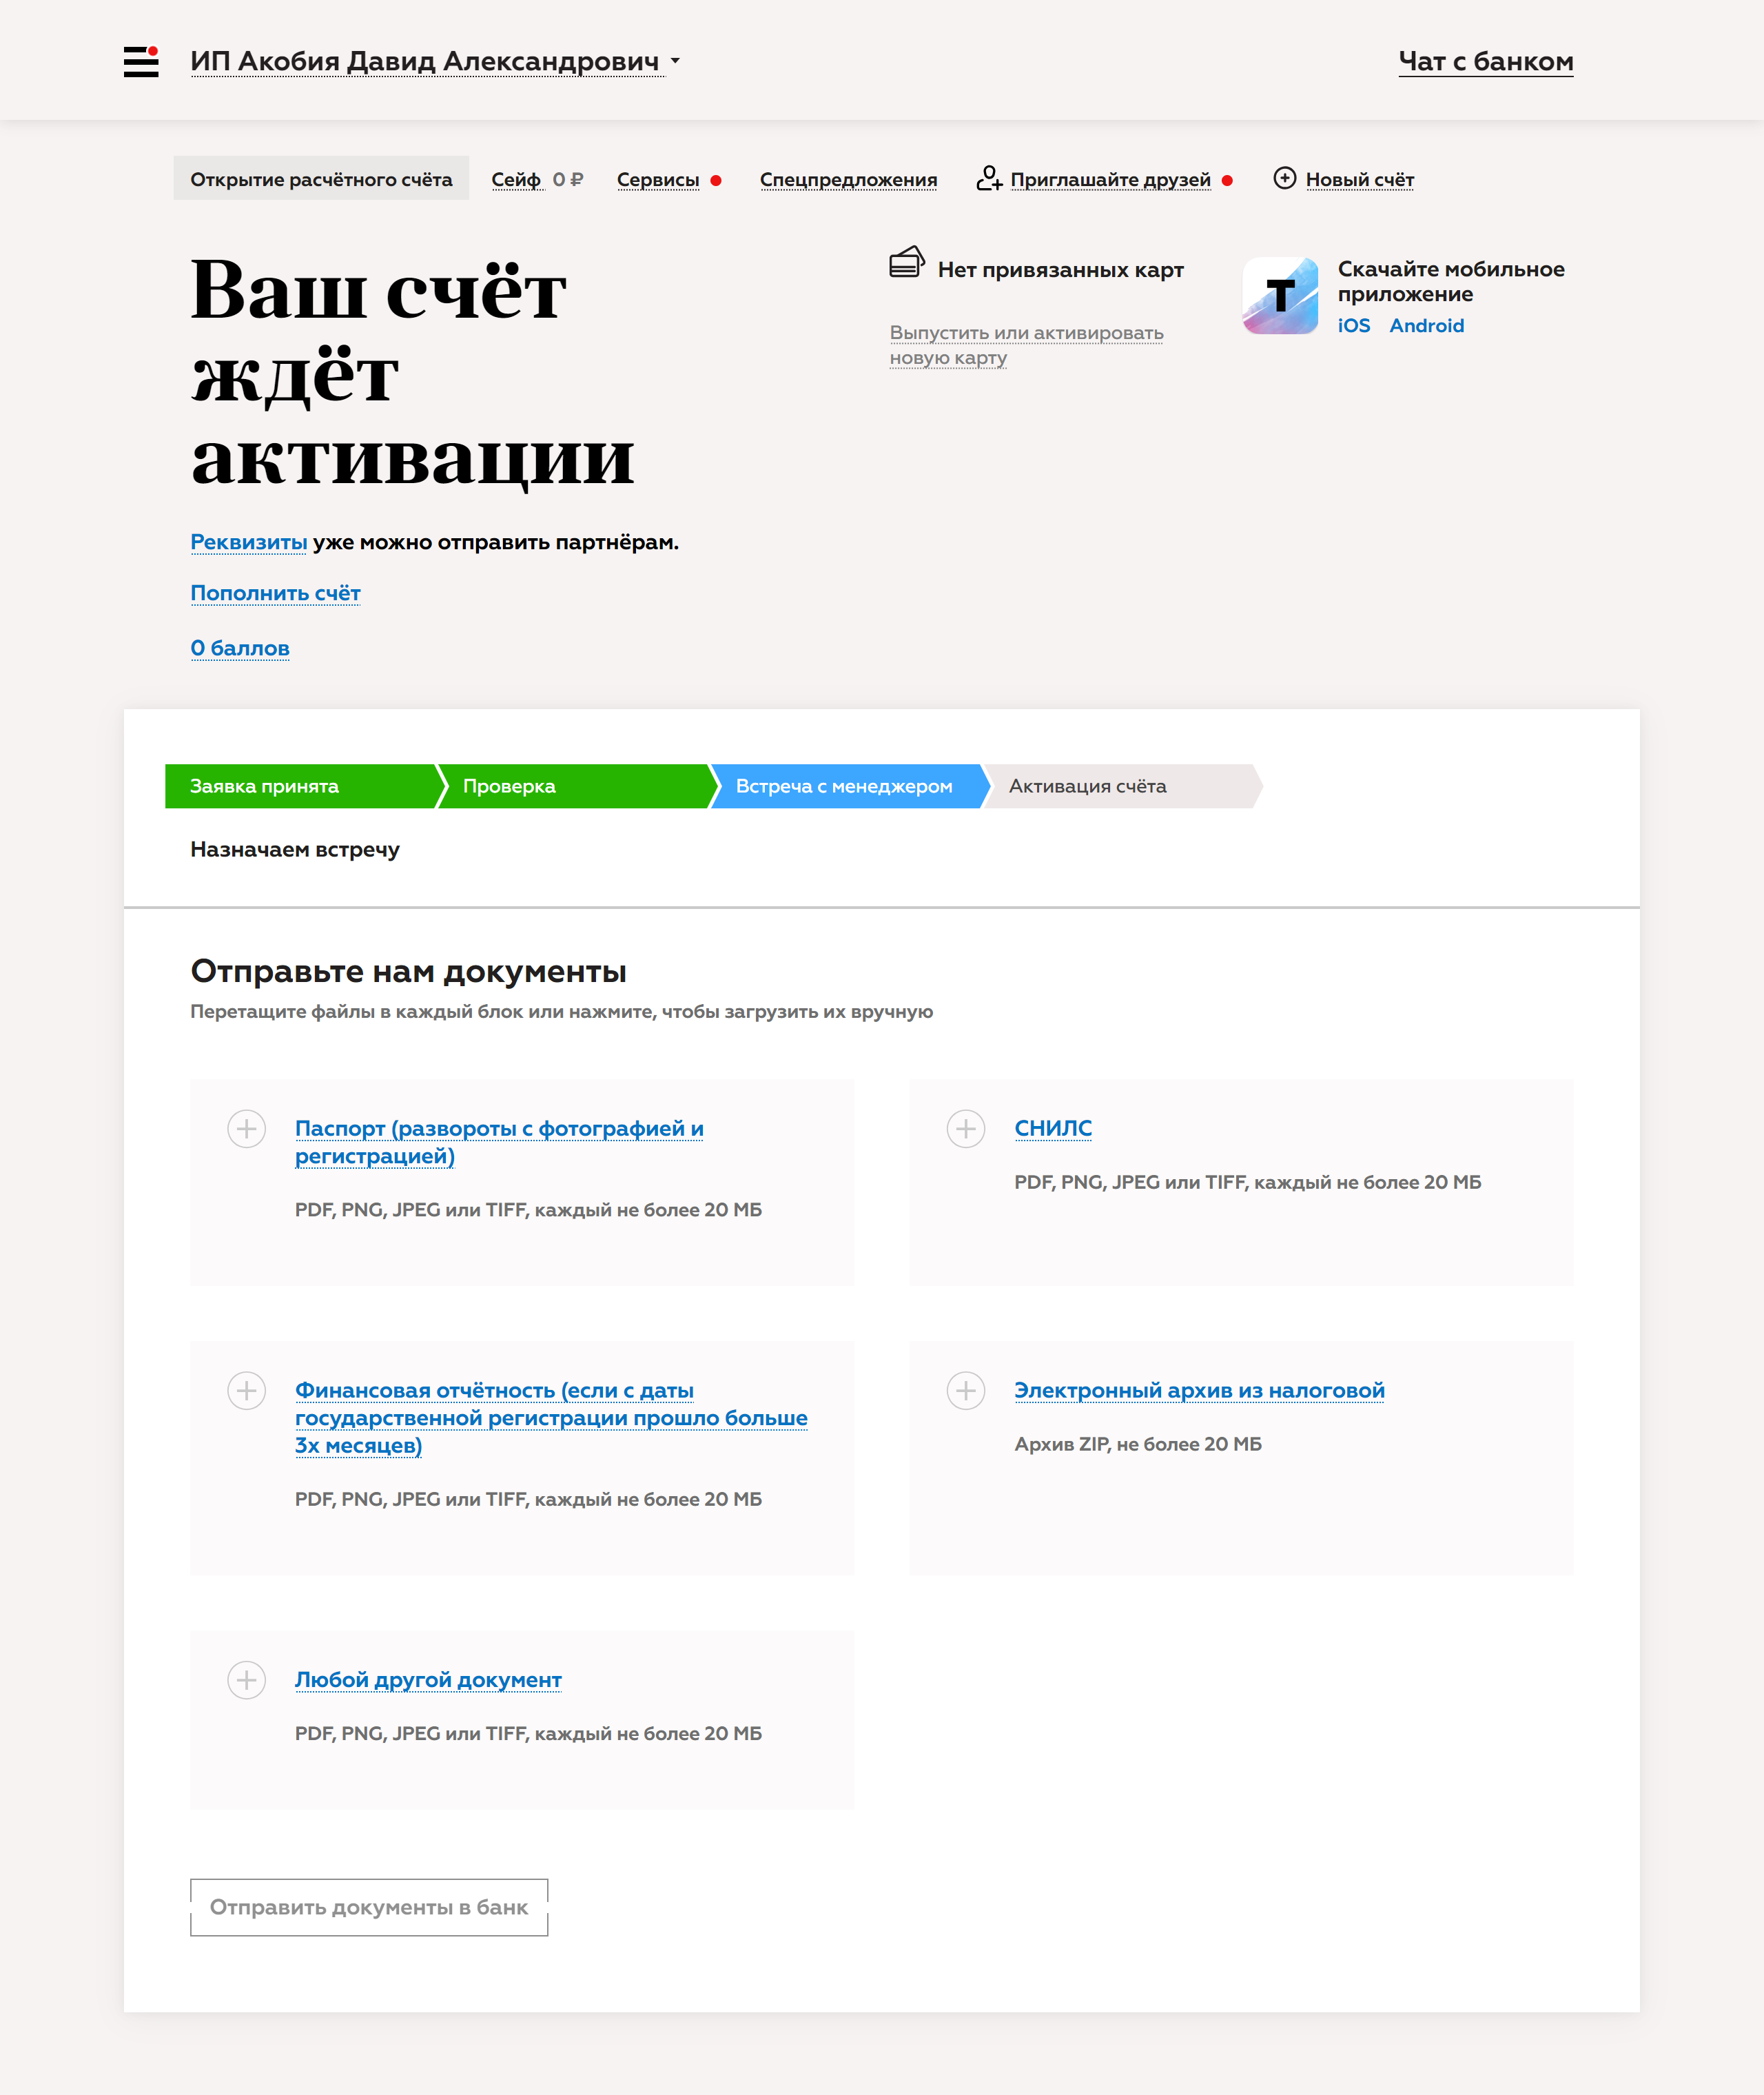 ИП Акобия Давид Александрович
Чат с банком
Открытие расчётного счёта
Сейф 0 ₽
Сервисы
Спецпредложения
Приглашайте друзей
Новый счёт
Ваш счёт
ждёт
активации
Нет привязанных карт
Выпустить или активировать
новую карту
Т
Скачайте мобильное
приложение
iOS Android
Реквизиты уже можно отправить партнёрам.
Пополнить счёт
0 баллов
Заявка принята
Проверка
Встреча с менеджером
Активация счёта
Назначаем встречу
Отправьте нам документы
Перетащите файлы в каждый блок или нажмите, чтобы загрузить их вручную
Паспорт (развороты с фотографией и
регистрацией)
PDF, PNG, JPEG или TIFF, каждый не более 20 МБ
СНИЛС
PDF, PNG, JPEG или TIFF, каждый не более 20 МБ
Финансовая отчётность (если с даты
государственной регистрации прошло больше
3х месяцев)
PDF, PNG, JPEG или TIFF, каждый не более 20 МБ
Электронный архив из налоговой
Архив ZIP, не более 20 МБ
Любой другой документ
PDF, PNG, JPEG или TIFF, каждый не более 20 МБ
Отправить документы в банк